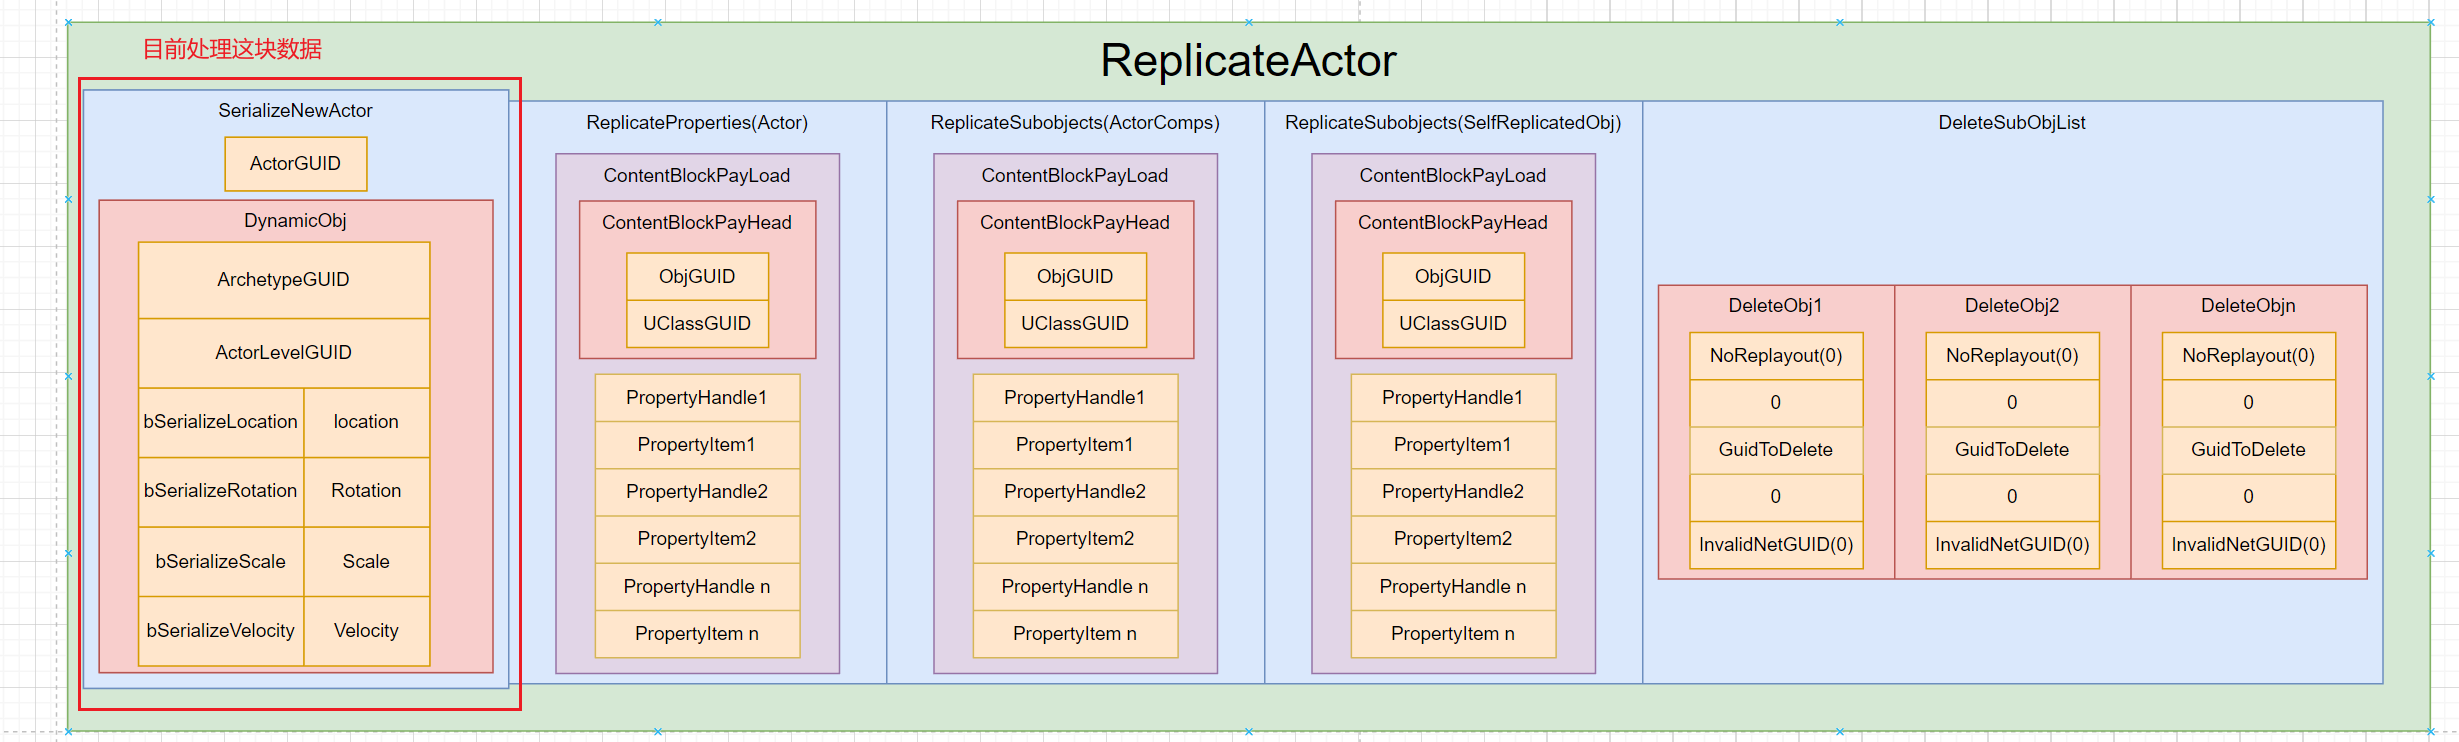 目前处理这块数据
ReplicateActor
SerializeNewActor
ActorGUID
DynamicObj
ArchetypeGUID
ActorLevelGUID
bSerializeLocation location
bSerializeRotation Rotation
bSerializeScale Scale
bSerializeVelocity Velocity
ReplicateProperties(Actor)
ContentBlockPayLoad
ContentBlockPayHead
ObjGUID
UClassGUID
PropertyHandle1
PropertyItem1
PropertyHandle2
PropertyItem2
PropertyHandle n
PropertyItem n
ReplicateSubobjects(ActorComps)
ContentBlockPayLoad
ContentBlockPayHead
ObjGUID
UClassGUID
PropertyHandle1
PropertyItem1
PropertyHandle2
PropertyItem2
PropertyHandle n
PropertyItem n
ReplicateSubobjects(SelfReplicatedObj)
ContentBlockPayLoad
ContentBlockPayHead
ObjGUID
UClassGUID
PropertyHandle1
PropertyItem1
PropertyHandle2
PropertyItem2
PropertyHandle n
PropertyItem n
DeleteSubObjList
DeleteObj1
NoReplayout(0)
0
GuidToDelete
0
InvalidNetGUID(0)
DeleteObj2
NoReplayout(0)
0
GuidToDelete
0
InvalidNetGUID(0)
DeleteObjn
NoReplayout(0)
0
GuidToDelete
0
InvalidNetGUID(0)